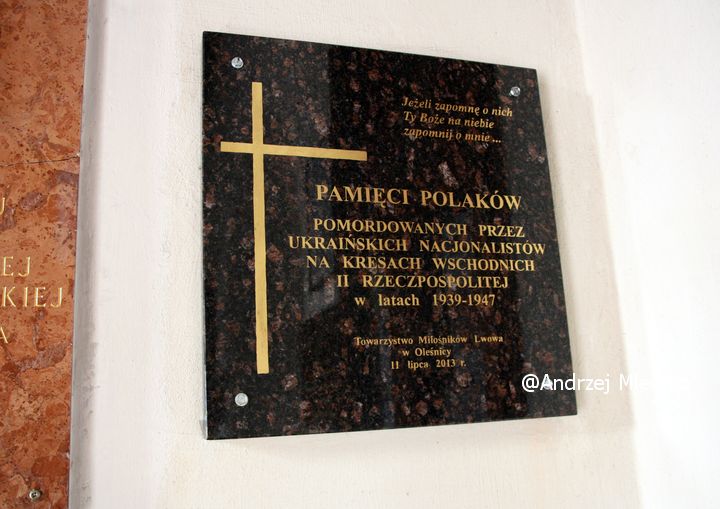 Jeżeli zapomnę o nich
Ty Boże na niebie
zapomnij o mnie ...
PAMIĘCI POLAKÓW
POMORDOWANYCH PRZEZ
UKRAIŃSKICH NACJONALISTÓW
NA KRESACH WSCHODNICH
II RZECZPOSPOLITEJ
w latach 1939-1947
Towarzystwo Miłośników Lwowa
w Oleśnicy
11 lipca 2013 r.
@Andrzej